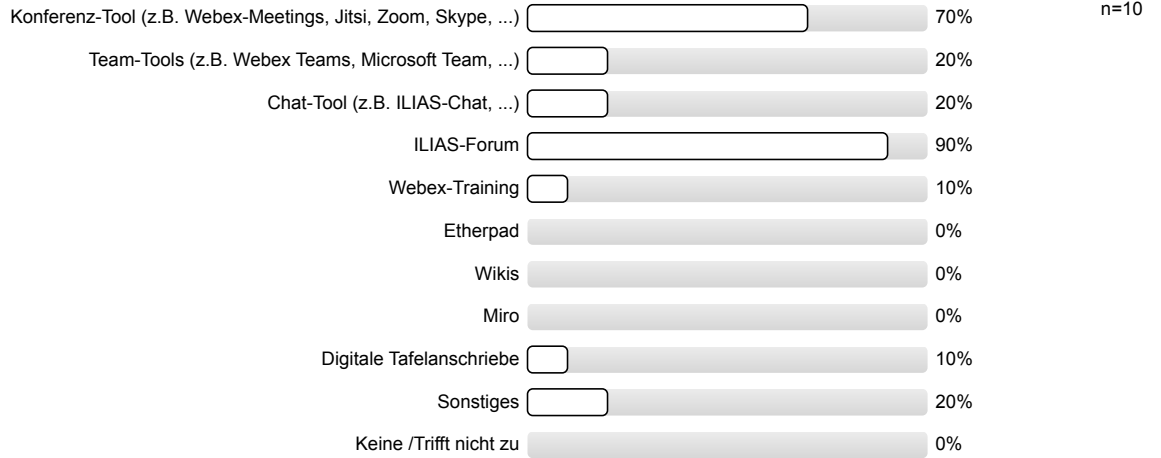 Konferenz-Tool (z.B. Webex-Meetings, Jitsi, Zoom, Skype, ...) 70% n=10
Team-Tools (z.B. Webex Teams, Microsoft Team, ...) 20%
Chat-Tool (z.B. ILIAS-Chat, ...) 20%
ILIAS-Forum 90%
Webex-Training 10%
Etherpad 0%
Wikis 0%
Miro 0%
Digitale Tafelanschriebe 10%
Sonstiges 20%
Keine /Trifft nicht zu 0%